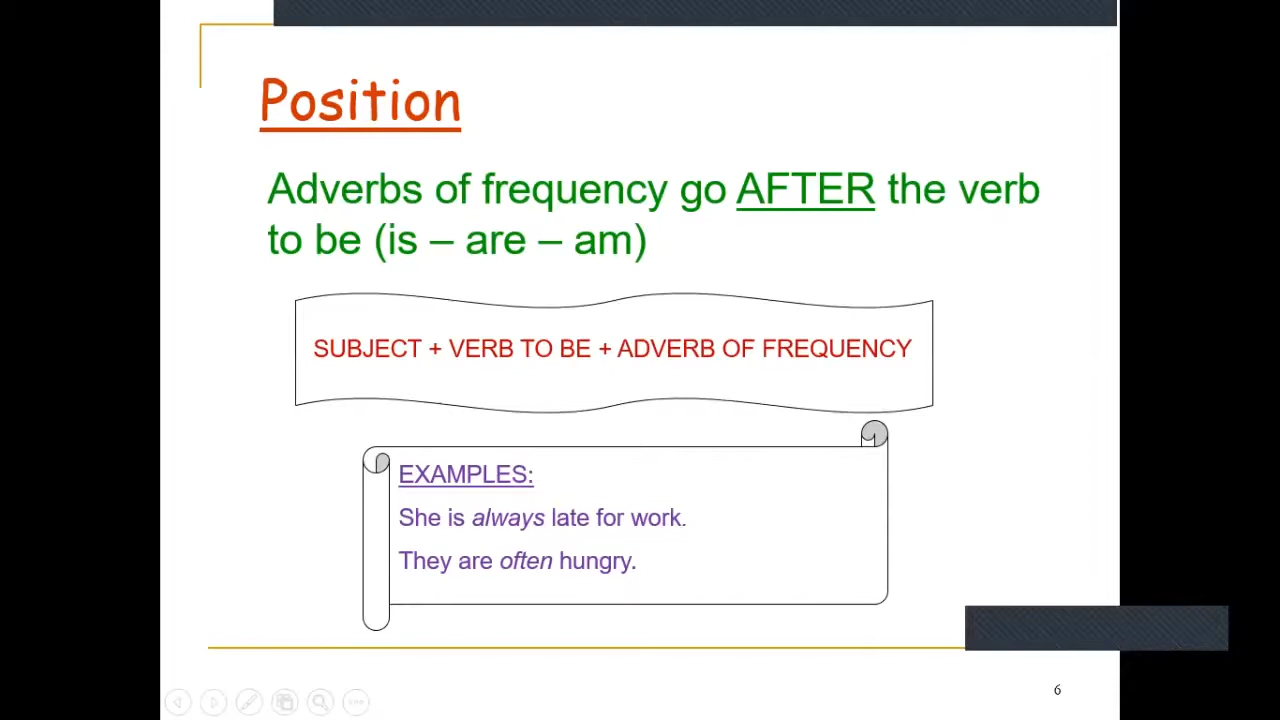 Position
Adverbs of frequency go AFTER the verb
to be (is – are – am)
SUBJECT + VERB TO BE + ADVERB OF FREQUENCY
EXAMPLES:
She is always late for work.
They are often hungry.
6